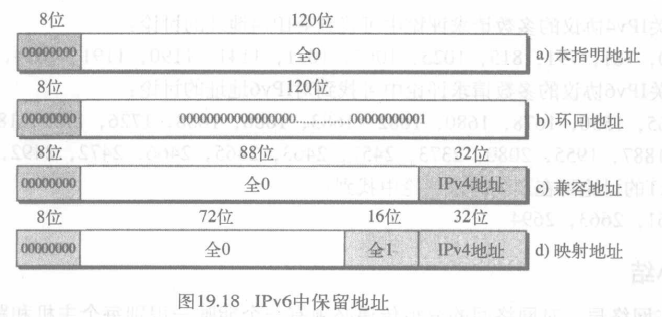 8位 120位
00000000 全0 a) 未指明地址
8位 120位
00000000 00000000000000000..............00000000001 b) 环回地址
8位 88位 32位
00000000 全0 IPv4地址 c) 兼容地址
8位 72位 16位 32位
00000000 全0 全1 IPv4地址 d) 映射地址
图19.18 IPv6中保留地址